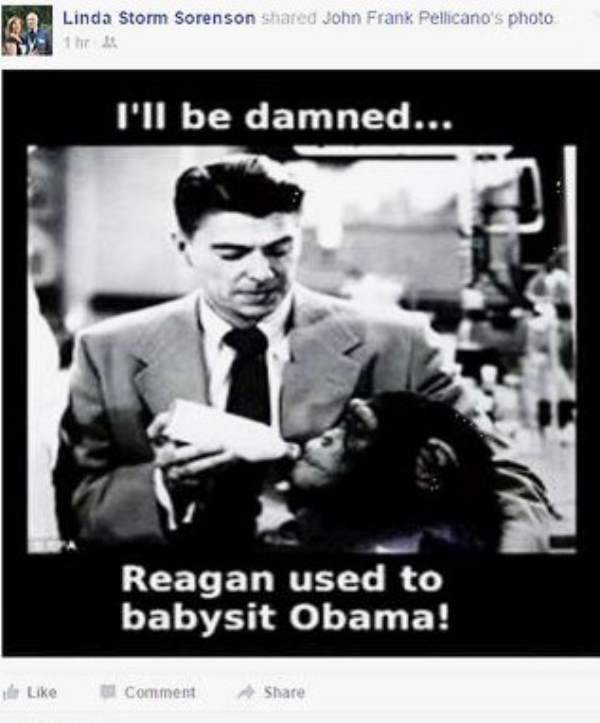 Linda Storm Sorenson shared John Frank Pellicano's photo.
1 hr
I'll be damned...
Reagan used to
babysit Obama!
Like Comment Share